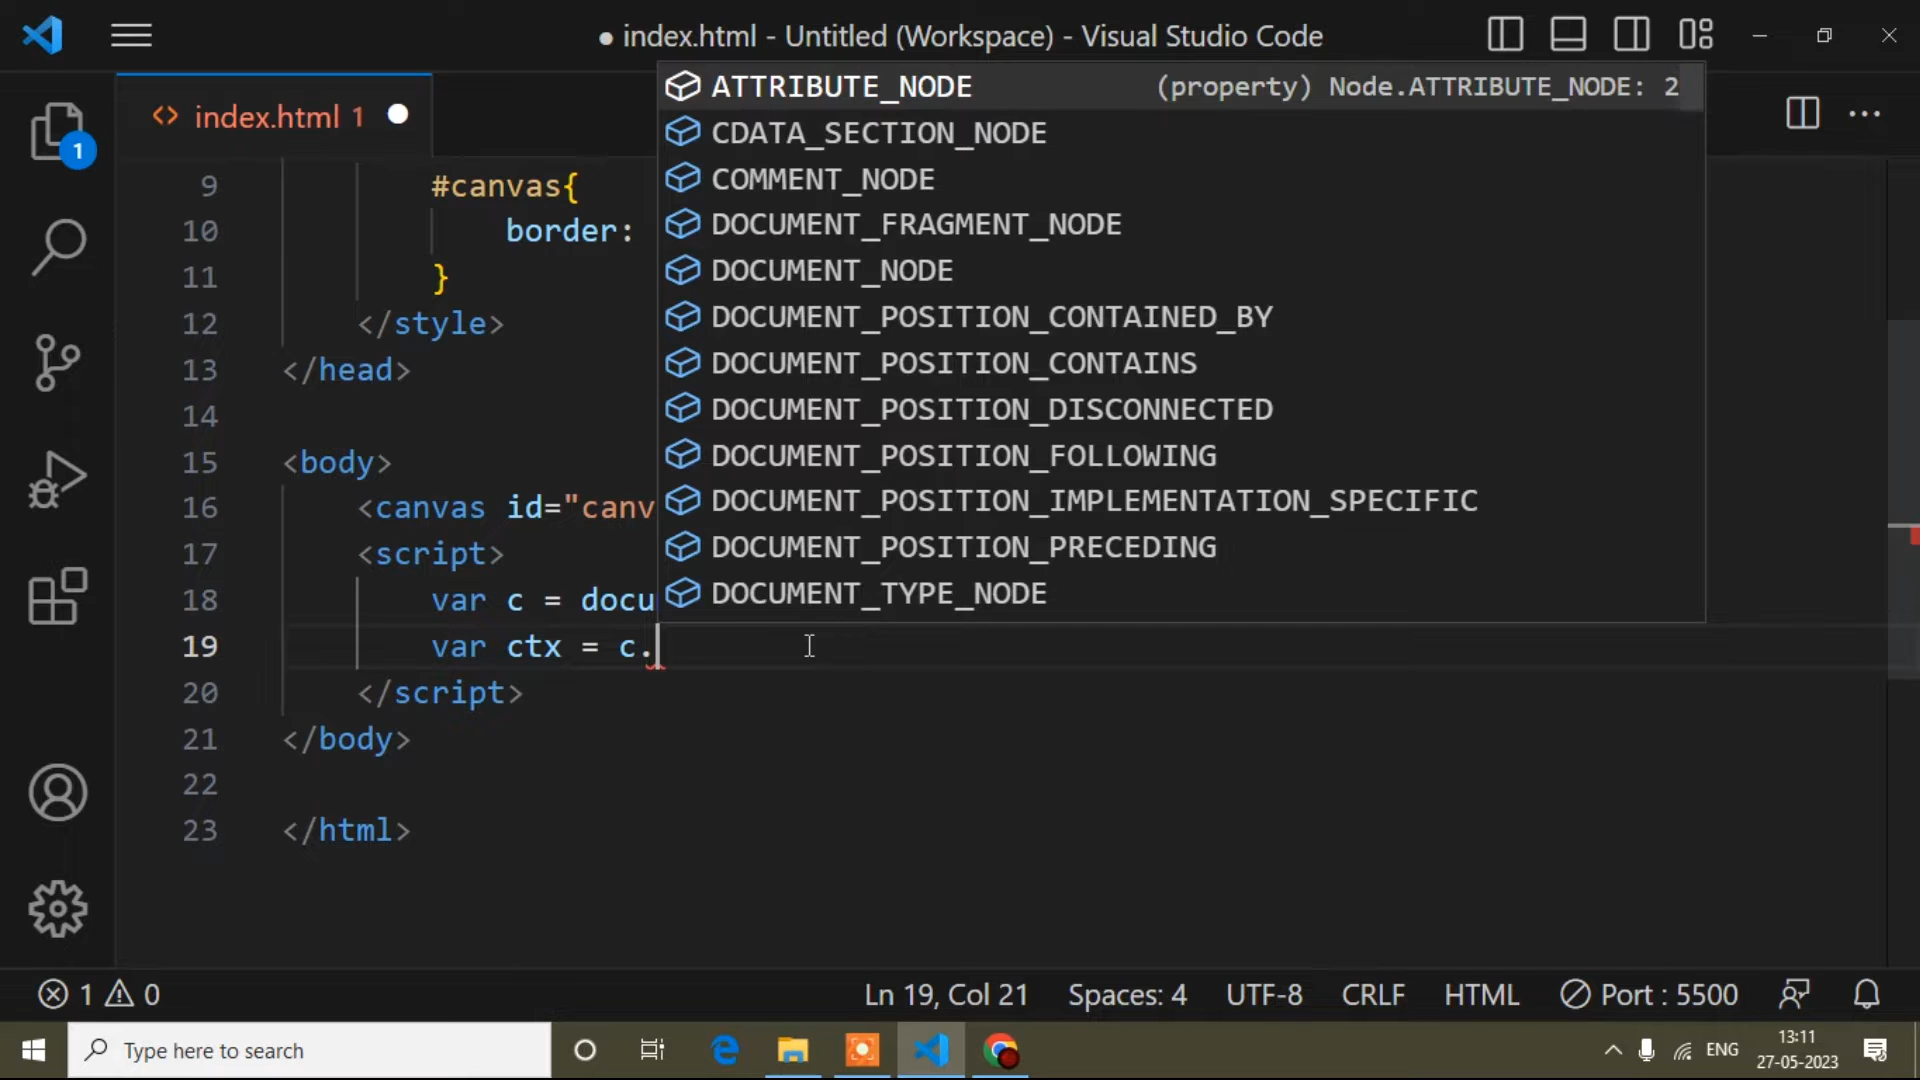 ● index.html - Untitled (Workspace) - Visual Studio Code
<> index.html 1 ●
1
ATTRIBUTE_NODE (property) Node.ATTRIBUTE_NODE: 2
CDATA_SECTION_NODE
COMMENT_NODE
DOCUMENT_FRAGMENT_NODE
DOCUMENT_NODE
DOCUMENT_POSITION_CONTAINED_BY
DOCUMENT_POSITION_CONTAINS
DOCUMENT_POSITION_DISCONNECTED
DOCUMENT_POSITION_FOLLOWING
DOCUMENT_POSITION_IMPLEMENTATION_SPECIFIC
DOCUMENT_POSITION_PRECEDING
DOCUMENT_TYPE_NODE
9 #canvas{
10 border:
11 }
12 </style>
13 </head>
14
15 <body>
16 <canvas id="canv
17 <script>
18 var c = docu
19 var ctx = c.
20 </script>
21 </body>
22
23 </html>
1 0 Ln 19, Col 21 Spaces: 4 UTF-8 CRLF HTML Port : 5500
Type here to search ENG 13:11
27-05-2023